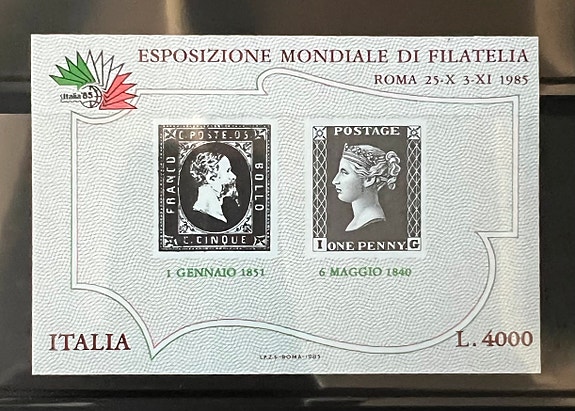 ESPOSIZIONE MONDIALE DI FILATELIA
ROMA 25-X 3-XI 1985
Italia '85
C. POSTE. 05
FRANCO
BOLLO
C. CINQUE
1 GENNAIO 1851
POSTAGE
I ONE PENNY G
6 MAGGIO 1840
ITALIA
L. 4000
I.P.Z.S.-ROMA-1985